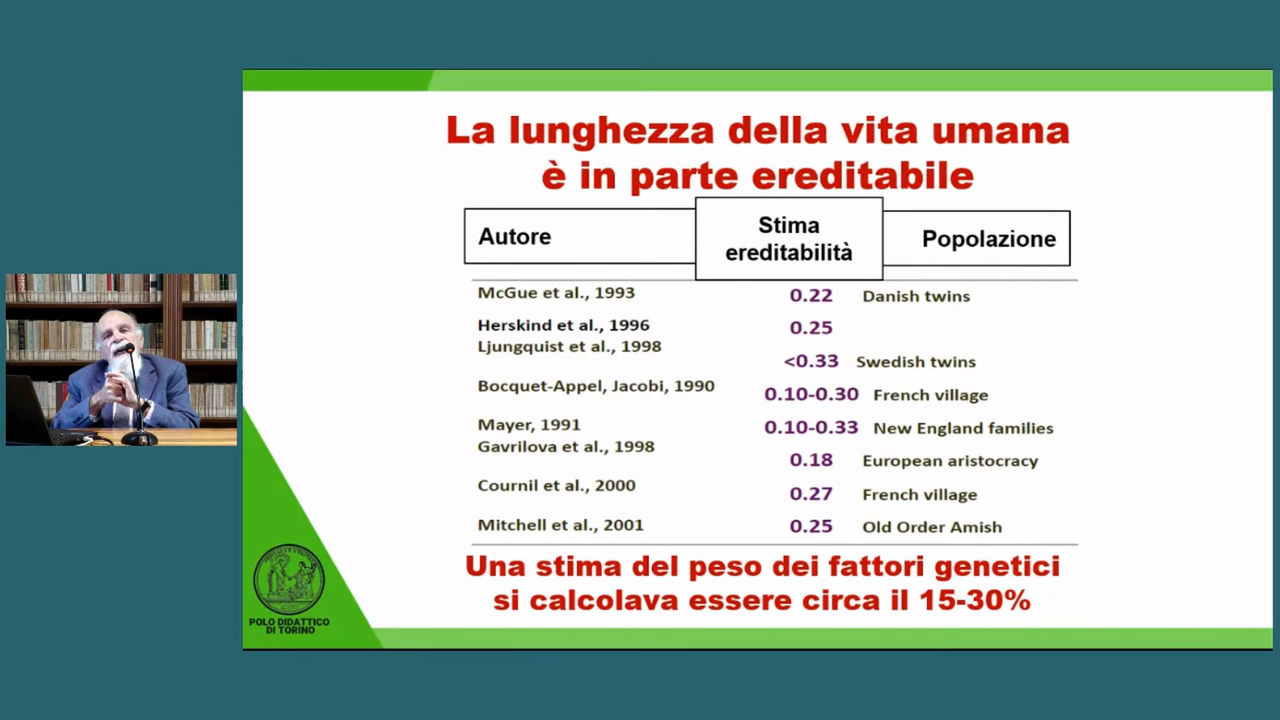 La lunghezza della vita umana
è in parte ereditabile
Autore
Stima
ereditabilità
Popolazione
McGue et al., 1993 0.22 Danish twins
Herskind et al., 1996 0.25
Ljungquist et al., 1998 <0.33 Swedish twins
Bocquet-Appel, Jacobi, 1990 0.10-0.30 French village
Mayer, 1991 0.10-0.33 New England families
Gavrilova et al., 1998 0.18 European aristocracy
Cournil et al., 2000 0.27 French village
Mitchell et al., 2001 0.25 Old Order Amish
Una stima del peso dei fattori genetici
si calcolava essere circa il 15-30%
POLO DIDATTICO
DI TORINO